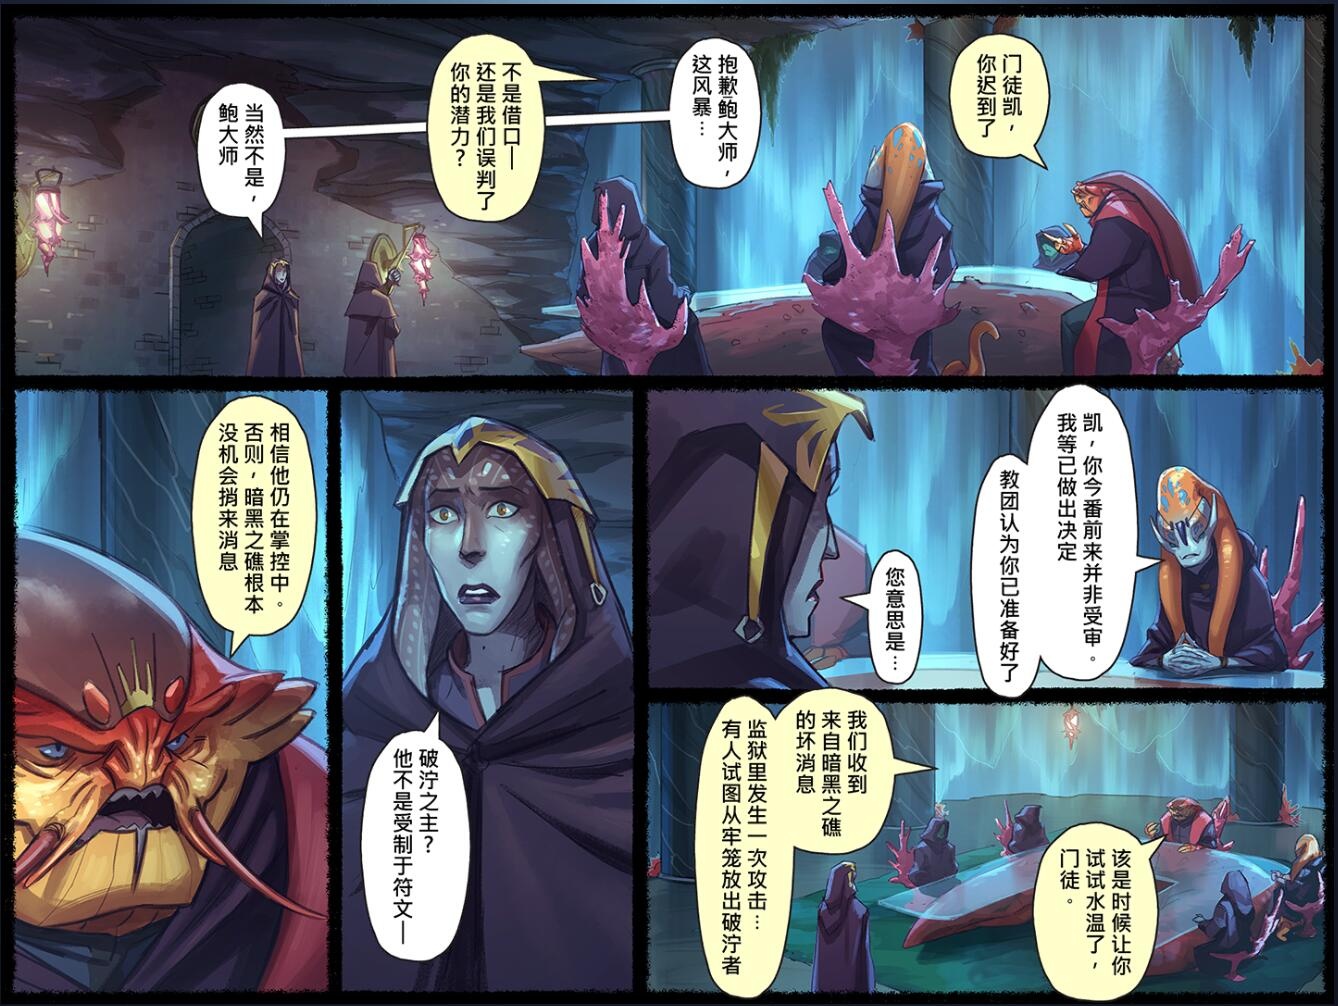 门徒凯，
你迟到了
抱歉鲍大师，
这风暴…
不是借口—
还是我们误判了
你的潜力？
当然不是，
鲍大师
凯，你今番前来并非受审。
我等已做出决定
教团认为你已准备好了
您意思是…
该是时候让你
试试水温了，
门徒。
我们收到
来自暗黑之礁
的坏消息
监狱里发生一次攻击…
有人试图从牢笼放出破泞者
破泞之主？
他不是受制于符文—
相信他仍在掌控中。
否则，暗黑之礁根本
没机会捎来消息